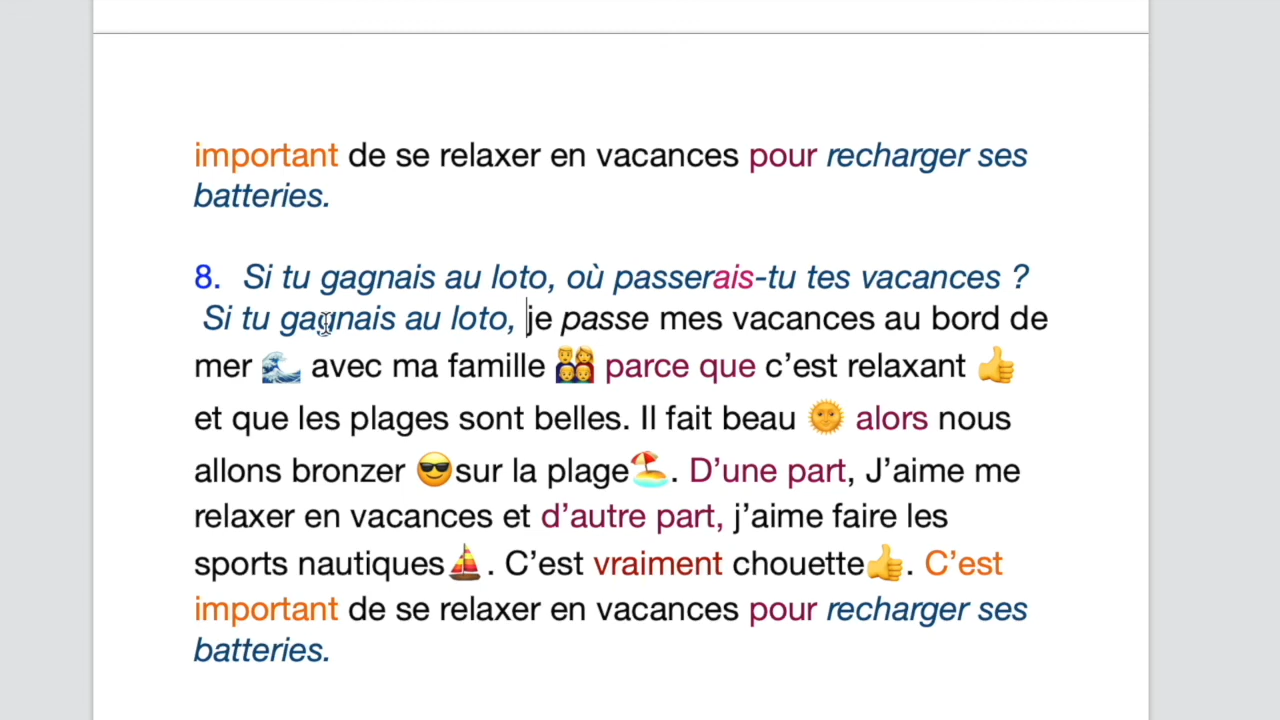 important de se relaxer en vacances pour recharger ses
batteries.
8. Si tu gagnais au loto, où passerais-tu tes vacances ?
Si tu gagnais au loto, je passe mes vacances au bord de
mer 🌊 avec ma famille 👨‍👩‍👧‍👦 parce que c’est relaxant 👍
et que les plages sont belles. Il fait beau 🌞 alors nous
allons bronzer 😎sur la plage🏖. D’une part, J’aime me
relaxer en vacances et d’autre part, j’aime faire les
sports nautiques⛵. C’est vraiment chouette👍. C’est
important de se relaxer en vacances pour recharger ses
batteries.